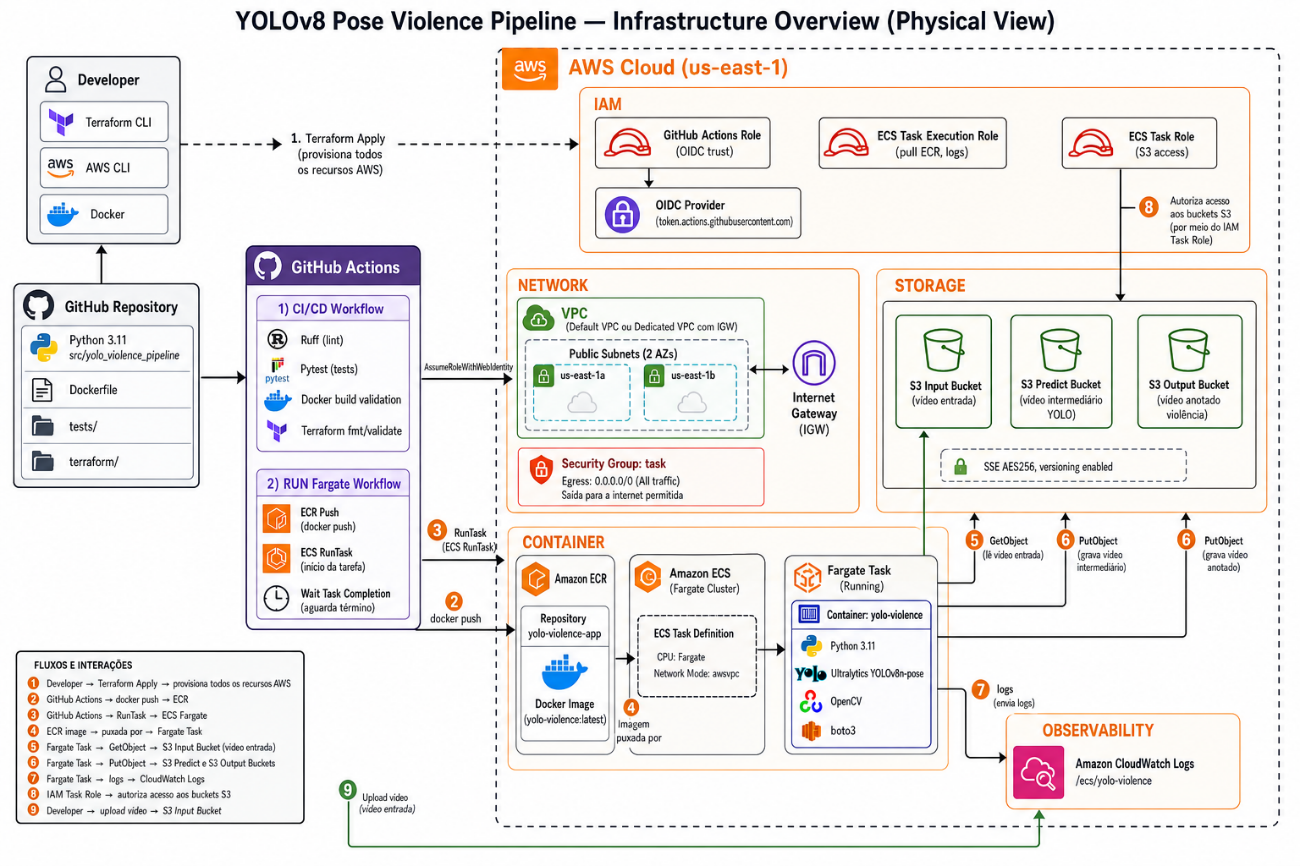 YOLOv8 Pose Violence Pipeline — Infrastructure Overview (Physical View)
Developer
Terraform CLI
aws
AWS CLI
Docker
1. Terraform Apply
(provisiona todos
os recursos AWS)
GitHub Repository
Python 3.11
src/yolo_violence_pipeline
Dockerfile
tests/
terraform/
GitHub Actions
1) CI/CD Workflow
R
Ruff (lint)
pytest
Pytest (tests)
Docker build validation
Terraform fmt/validate
2) RUN Fargate Workflow
ECR Push
(docker push)
ECS RunTask
(início da tarefa)
Wait Task Completion
(aguarda término)
AssumeRoleWithWebIdentity
3
RunTask
(ECS RunTask)
2
docker push
aws
AWS Cloud (us-east-1)
IAM
GitHub Actions Role
(OIDC trust)
ECS Task Execution Role
(pull ECR, logs)
ECS Task Role
(S3 access)
OIDC Provider
(token.actions.githubusercontent.com)
8
Autoriza acesso
aos buckets S3
(por meio do IAM
Task Role)
NETWORK
VPC
(Default VPC ou Dedicated VPC com IGW)
Public Subnets (2 AZs)
us-east-1a
us-east-1b
Internet
Gateway
(IGW)
Security Group: task
Egress: 0.0.0.0/0 (All traffic)
Saída para a internet permitida
STORAGE
S3 Input Bucket
(vídeo entrada)
S3 Predict Bucket
(vídeo intermediário
YOLO)
S3 Output Bucket
(vídeo anotado
violência)
SSE AES256, versioning enabled
CONTAINER
Amazon ECR
Repository
yolo-violence-app
Docker Image
(yolo-violence:latest)
4
Imagem
puxada por
Amazon ECS
(Fargate Cluster)
ECS Task Definition
CPU: Fargate
Network Mode: awsvpc
Fargate Task
(Running)
Container: yolo-violence
Python 3.11
yolo
Ultralytics YOLOv8n-pose
OpenCV
boto3
5
GetObject
(lê vídeo entrada)
6
PutObject
(grava vídeo
intermediário)
6
PutObject
(grava vídeo
anotado)
7
logs
(envia logs)
OBSERVABILITY
Amazon CloudWatch Logs
/ecs/yolo-violence
FLUXOS E INTERAÇÕES
1 Developer → Terraform Apply → provisiona todos os recursos AWS
2 GitHub Actions → docker push → ECR
3 GitHub Actions → RunTask → ECS Fargate
4 ECR image → puxada por → Fargate Task
5 Fargate Task → GetObject → S3 Input Bucket (vídeo entrada)
6 Fargate Task → PutObject → S3 Predict e S3 Output Buckets
7 Fargate Task → logs → CloudWatch Logs
8 IAM Task Role → autoriza acesso aos buckets S3
9 Developer → upload vídeo → S3 Input Bucket
9
Upload vídeo
(vídeo entrada)